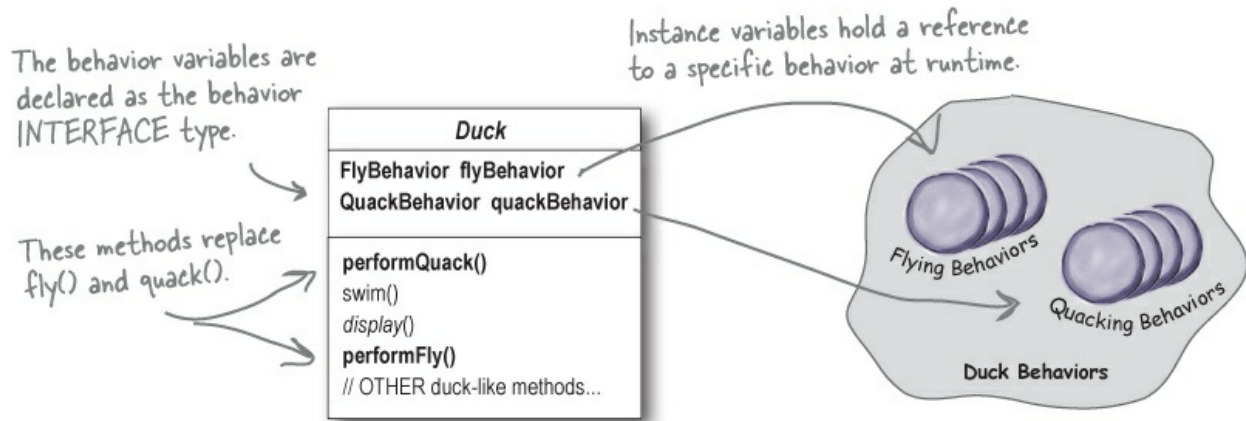 The behavior variables are
declared as the behavior
INTERFACE type.
Instance variables hold a reference
to a specific behavior at runtime.
Duck
FlyBehavior flyBehavior
QuackBehavior quackBehavior
These methods replace
fly() and quack().
performQuack()
swim()
display()
performFly()
// OTHER duck-like methods...
Flying Behaviors
Quacking Behaviors
Duck Behaviors